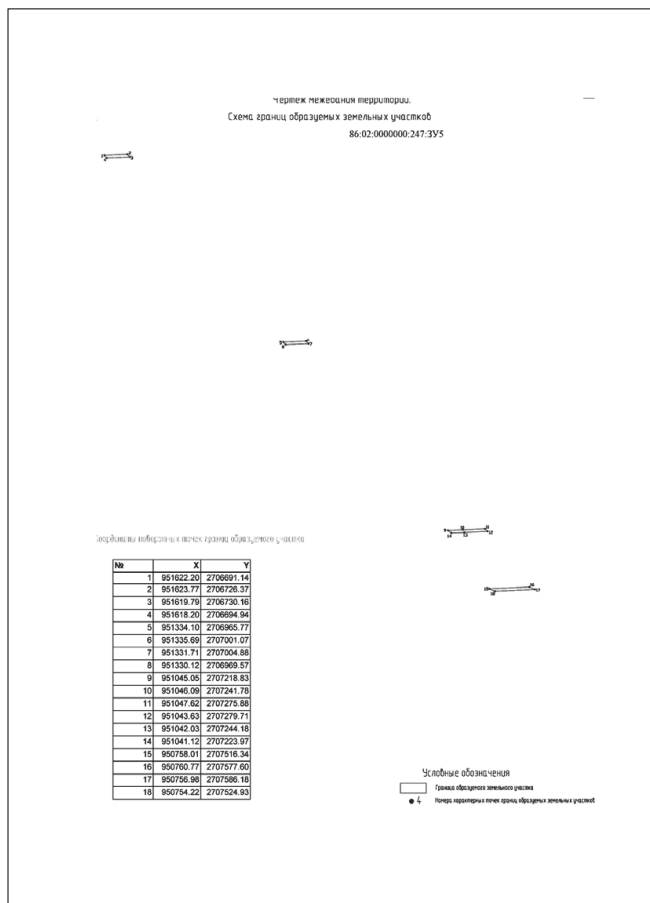 Чертеж межевания территории.
Схема границ образуемых земельных участков
86:02:0000000:247:ЗУ5
Координаты поворотных точек границ образуемого участка
№ X Y
1 951622.20 2706691.14
2 951623.77 2706726.37
3 951619.79 2706730.16
4 951618.20 2706694.94
5 951334.10 2706965.77
6 951335.69 2707001.07
7 951331.71 2707004.88
8 951330.12 2706969.57
9 951045.05 2707218.83
10 951046.09 2707241.78
11 951047.62 2707275.88
12 951043.63 2707279.71
13 951042.03 2707244.18
14 951041.12 2707223.97
15 950758.01 2707516.34
16 950760.77 2707577.60
17 950756.98 2707586.18
18 950754.22 2707524.93
Условные обозначения
Граница образуемого земельного участка
4 Номера характерных точек границ образуемых земельных участков